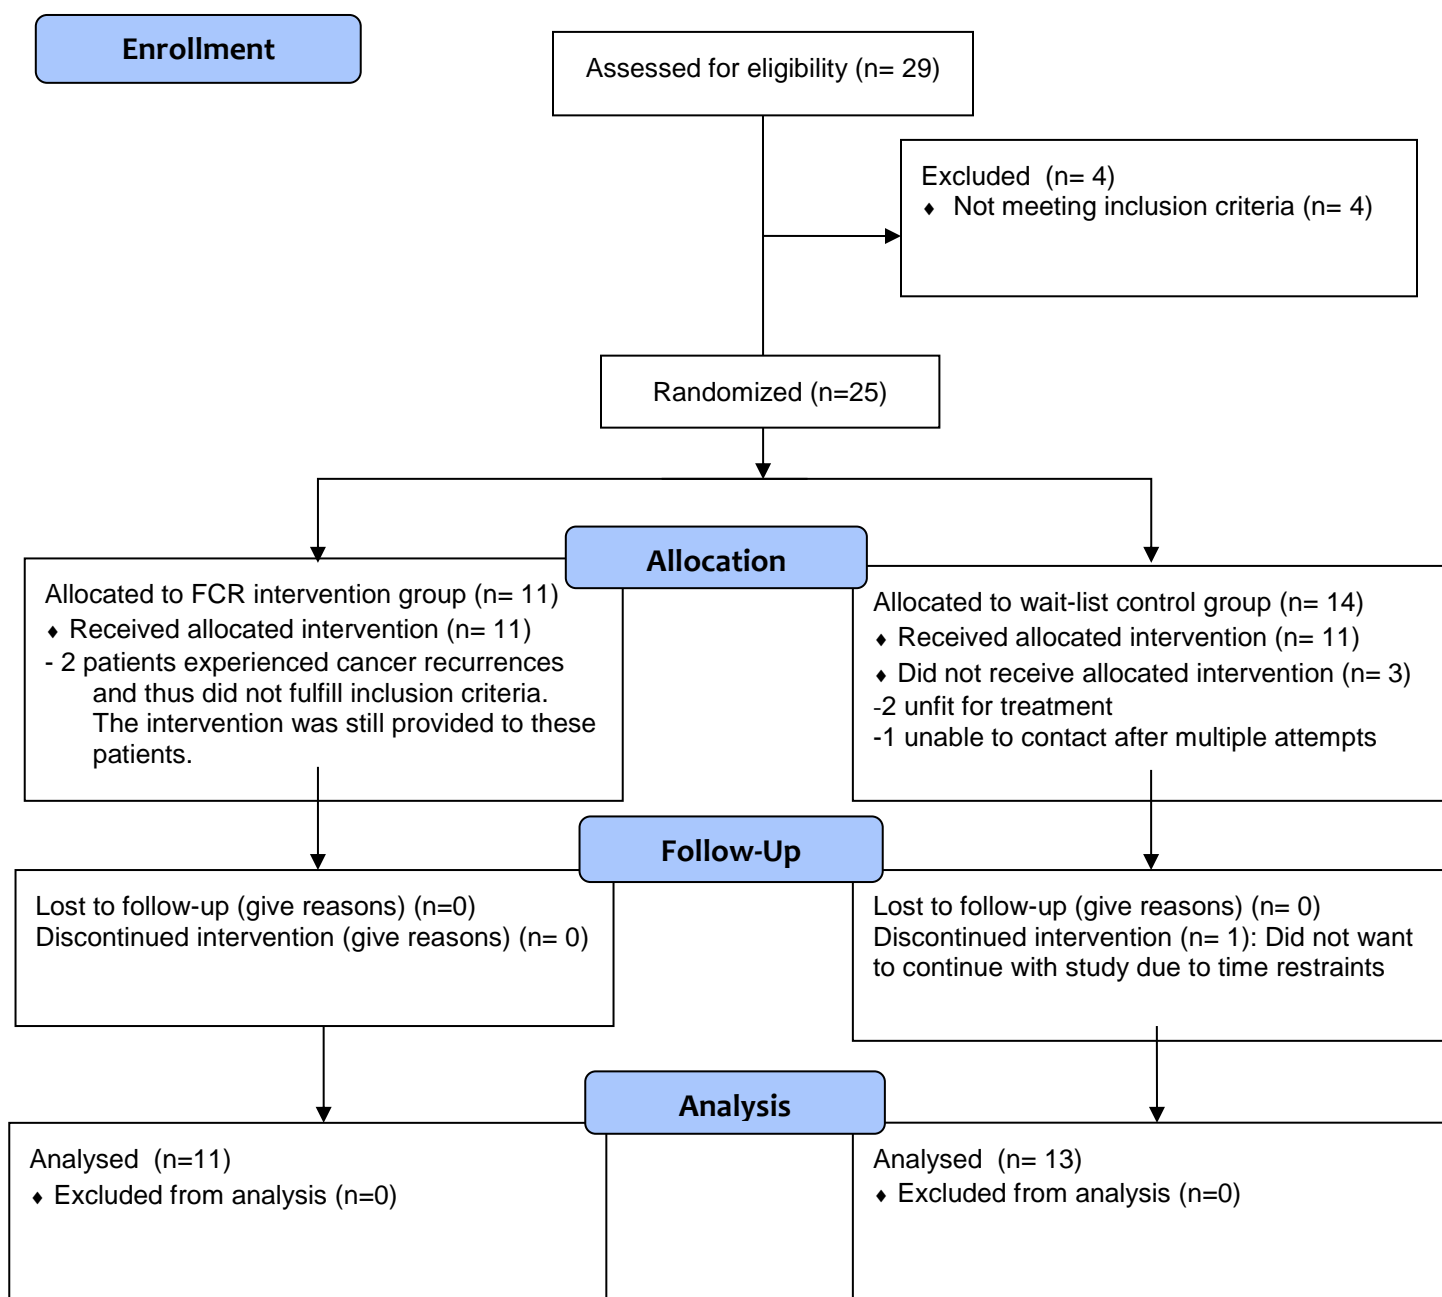 Enrollment
Assessed for eligibility (n= 29)
Excluded  (n= 4)
♦ Not meeting inclusion criteria (n= 4)
Randomized (n=25)
Allocation
Allocated to FCR intervention group (n= 11)
♦ Received allocated intervention (n= 11)
- 2 patients experienced cancer recurrences
and thus did not fulfill inclusion criteria.
The intervention was still provided to these
patients.
Allocated to wait-list control group (n= 14)
♦ Received allocated intervention (n= 11)
♦ Did not receive allocated intervention (n= 3)
-2 unfit for treatment
-1 unable to contact after multiple attempts
Follow-Up
Lost to follow-up (give reasons) (n=0)
Discontinued intervention (give reasons) (n= 0)
Lost to follow-up (give reasons) (n= 0)
Discontinued intervention (n= 1): Did not want
to continue with study due to time restraints
Analysis
Analysed  (n=11)
♦ Excluded from analysis (n=0)
Analysed  (n= 13)
♦ Excluded from analysis (n=0)